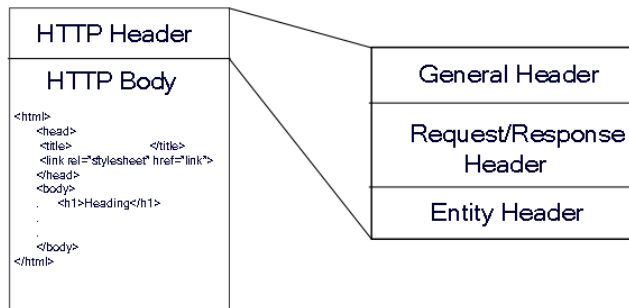 HTTP Header
HTTP Body
<html>
<head>
<title> </title>
<link rel="stylesheet" href="link">
</head>
<body>
. <h1>Heading</h1>
.
.
</body>
</html>
General Header
Request/Response
Header
Entity Header